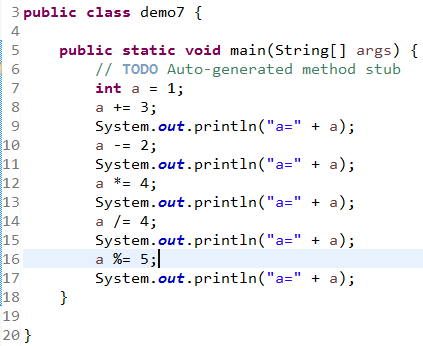 3 public class demo7 {
4
5     public static void main(String[] args) {
6         // TODO Auto-generated method stub
7         int a = 1;
8         a += 3;
9         System.out.println("a=" + a);
10         a -= 2;
11         System.out.println("a=" + a);
12         a *= 4;
13         System.out.println("a=" + a);
14         a /= 4;
15         System.out.println("a=" + a);
16         a %= 5;
17         System.out.println("a=" + a);
18     }
19
20 }